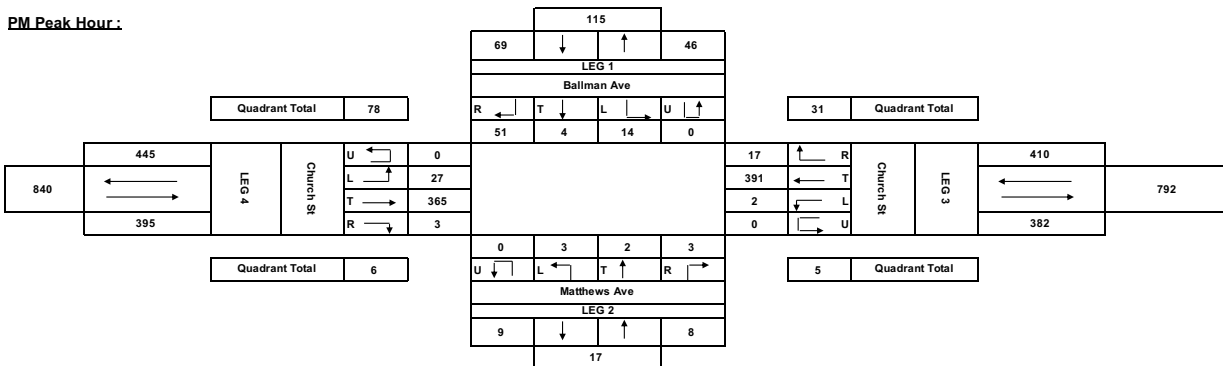 PM Peak Hour :
115
69 46
LEG 1
Ballman Ave
Quadrant Total 78
R T L U
31 Quadrant Total
51 4 14 0
445
840
395
LEG 4
Church St
U 0
L 27
T 365
R 3
17 R
391 T
2 L
0 U
Church St
LEG 3
410
792
382
0 3 2 3
Quadrant Total 6
U L T R
5 Quadrant Total
Matthews Ave
LEG 2
9 8
17